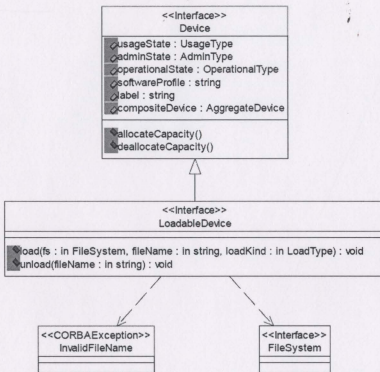 <<Interface>>
Device
usageState : UsageType
adminState : AdminType
operationalState : OperationalType
softwareProfile : string
label : string
compositeDevice : AggregateDevice
allocateCapacity()
deallocateCapacity()
<<Interface>>
LoadableDevice
load(fs : in FileSystem, fileName : in string, loadKind : in LoadType) : void
unload(fileName : in string) : void
<<CORBAException>>
InvalidFileName
<<Interface>>
FileSystem